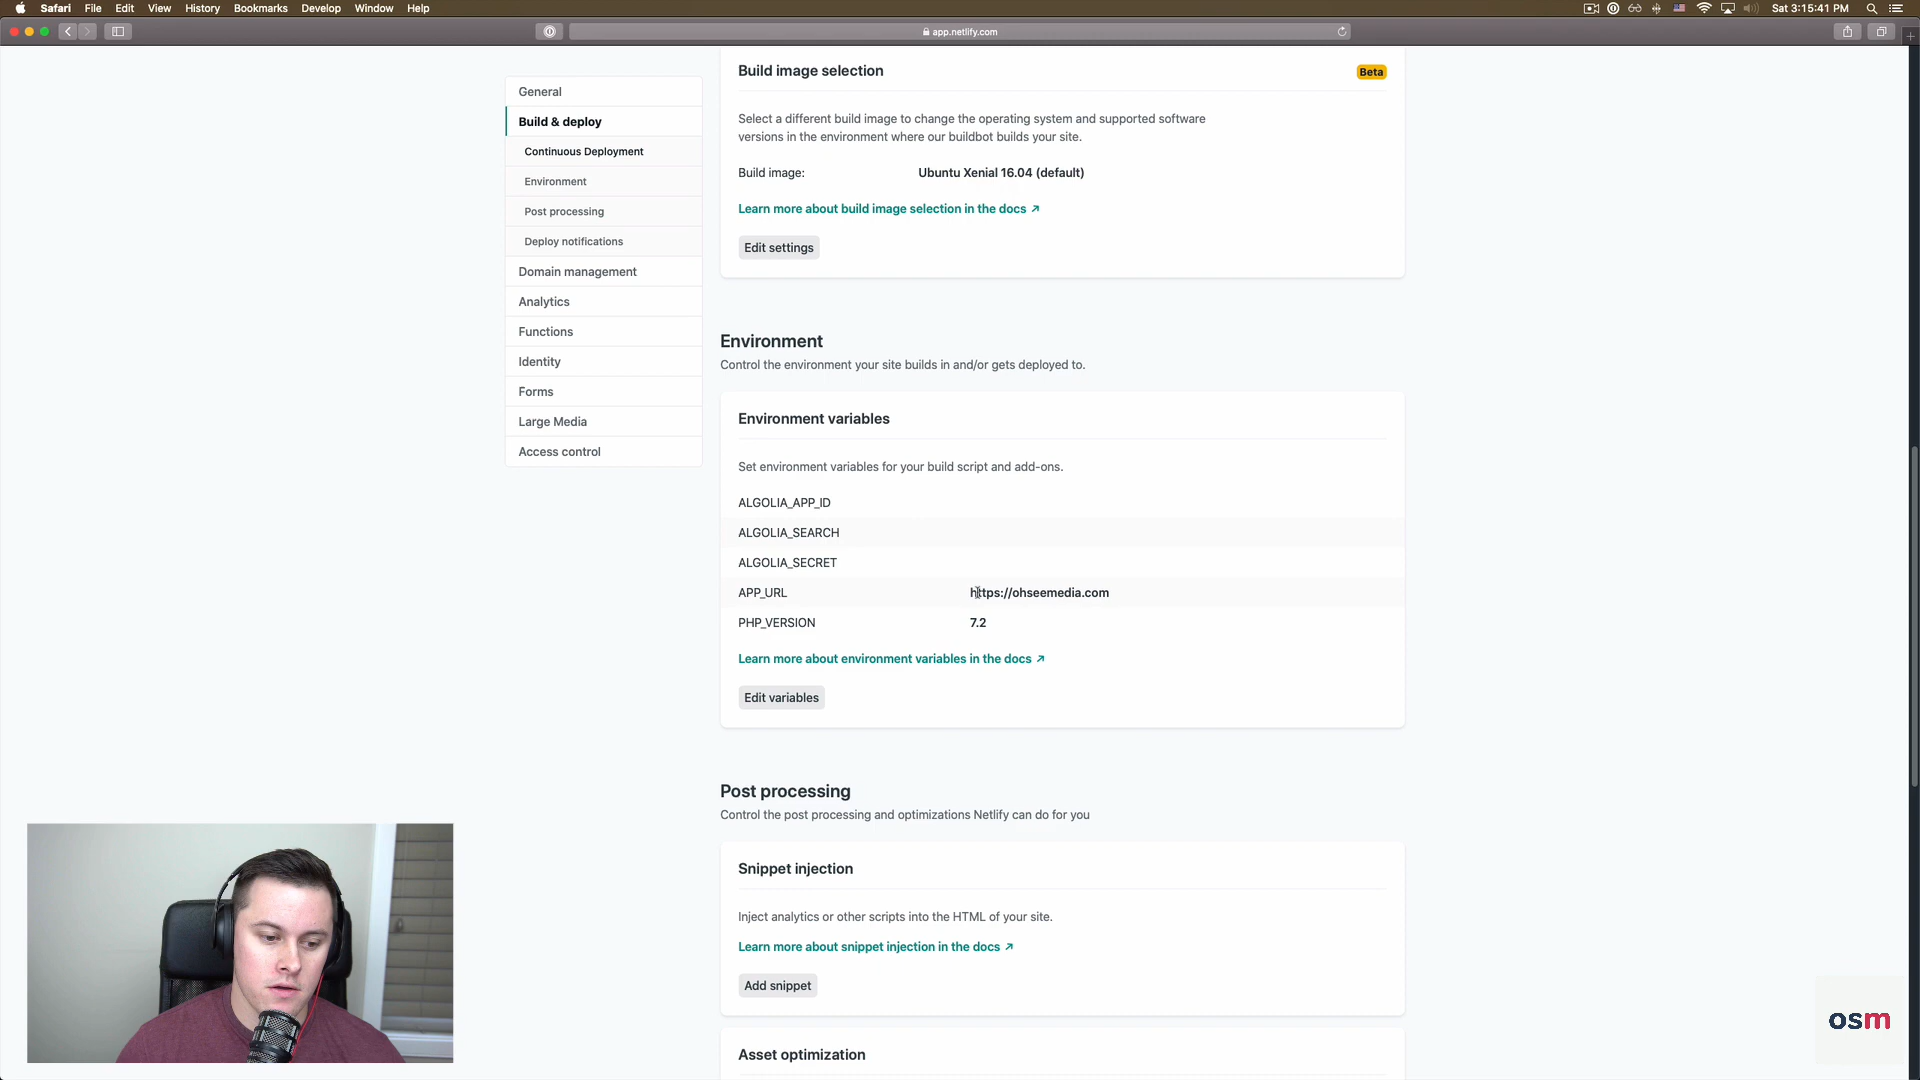 Safari File Edit View History Bookmarks Develop Window Help
Sat 3:15:41 PM
app.netlify.com
General
Build & deploy
Continuous Deployment
Environment
Post processing
Deploy notifications
Domain management
Analytics
Functions
Identity
Forms
Large Media
Access control
Build image selection
Beta
Select a different build image to change the operating system and supported software
versions in the environment where our buildbot builds your site.
Build image: Ubuntu Xenial 16.04 (default)
Learn more about build image selection in the docs ↗
Edit settings
Environment
Control the environment your site builds in and/or gets deployed to.
Environment variables
Set environment variables for your build script and add-ons.
ALGOLIA_APP_ID
ALGOLIA_SEARCH
ALGOLIA_SECRET
APP_URL https://ohseemedia.com
PHP_VERSION 7.2
Learn more about environment variables in the docs ↗
Edit variables
Post processing
Control the post processing and optimizations Netlify can do for you
Snippet injection
Inject analytics or other scripts into the HTML of your site.
Learn more about snippet injection in the docs ↗
Add snippet
Asset optimization
osm